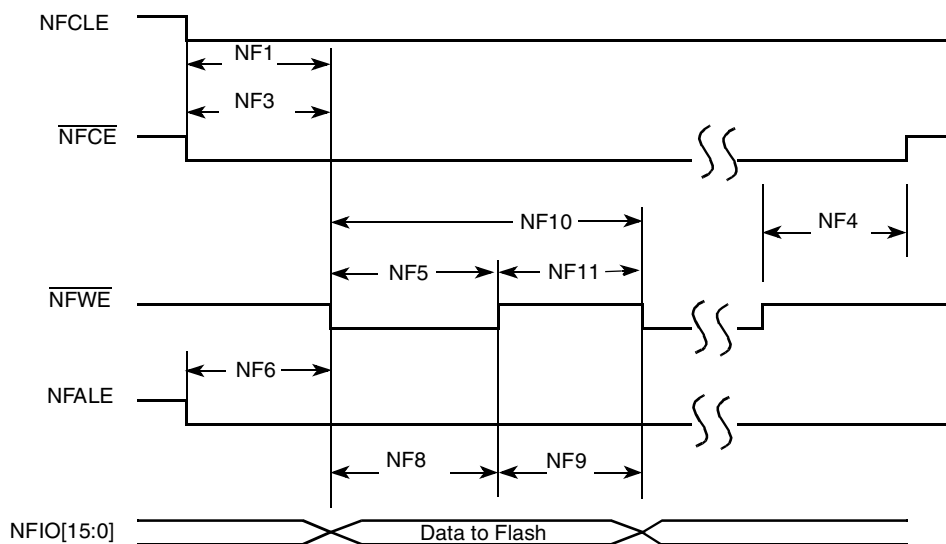 NFCLE
NF1
NF3
NFCE
NF10
NF4
NF5
NF11
NFWE
NF6
NFALE
NF8
NF9
NFIO[15:0]
Data to Flash